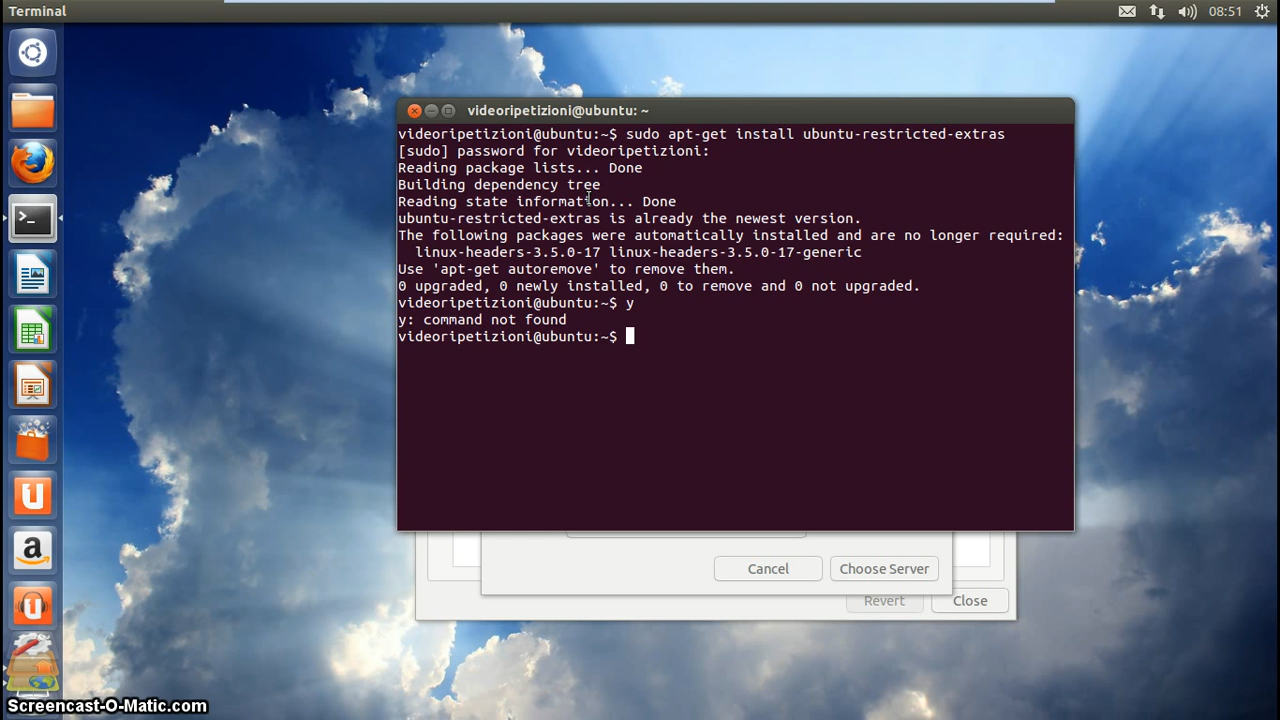 Terminal
08:51
videoripetizioni@ubuntu: ~
videoripetizioni@ubuntu:~$ sudo apt-get install ubuntu-restricted-extras
[sudo] password for videoripetizioni:
Reading package lists... Done
Building dependency tree
Reading state information... Done
ubuntu-restricted-extras is already the newest version.
The following packages were automatically installed and are no longer required:
  linux-headers-3.5.0-17 linux-headers-3.5.0-17-generic
Use 'apt-get autoremove' to remove them.
0 upgraded, 0 newly installed, 0 to remove and 0 not upgraded.
videoripetizioni@ubuntu:~$ y
y: command not found
videoripetizioni@ubuntu:~$
Cancel
Choose Server
Revert
Close
Screencast-O-Matic.com